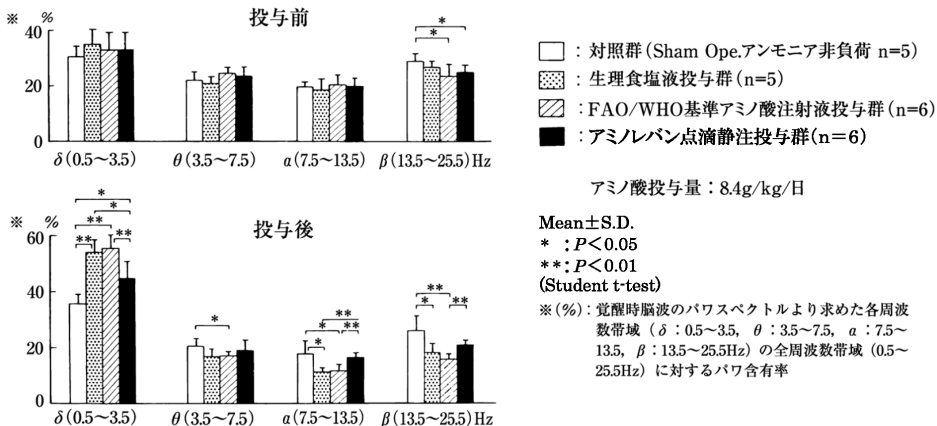 ※ % 投与前
40
20
0
* *
δ(0.5～3.5) θ(3.5～7.5) α(7.5～13.5) β(13.5～25.5)Hz
※ % 投与後
60
40
20
0
* * ** ** **
*
** * ** *
** * **
δ(0.5～3.5) θ(3.5～7.5) α(7.5～13.5) β(13.5～25.5)Hz
:対照群(Sham Ope.アンモニア非負荷 n=5)
:生理食塩液投与群(n=5)
:FAO/WHO基準アミノ酸注射液投与群(n=6)
:アミノレバン点滴静注投与群(n=6)
アミノ酸投与量:8.4g/kg/日
Mean±S.D.
* :P<0.05
**:P<0.01
(Student t-test)
※(%):覚醒時脳波のパワスペクトルより求めた各周波
数帯域(δ:0.5～3.5, θ:3.5～7.5, α:7.5～
13.5, β:13.5～25.5Hz)の全周波数帯域(0.5～
25.5Hz)に対するパワ含有率